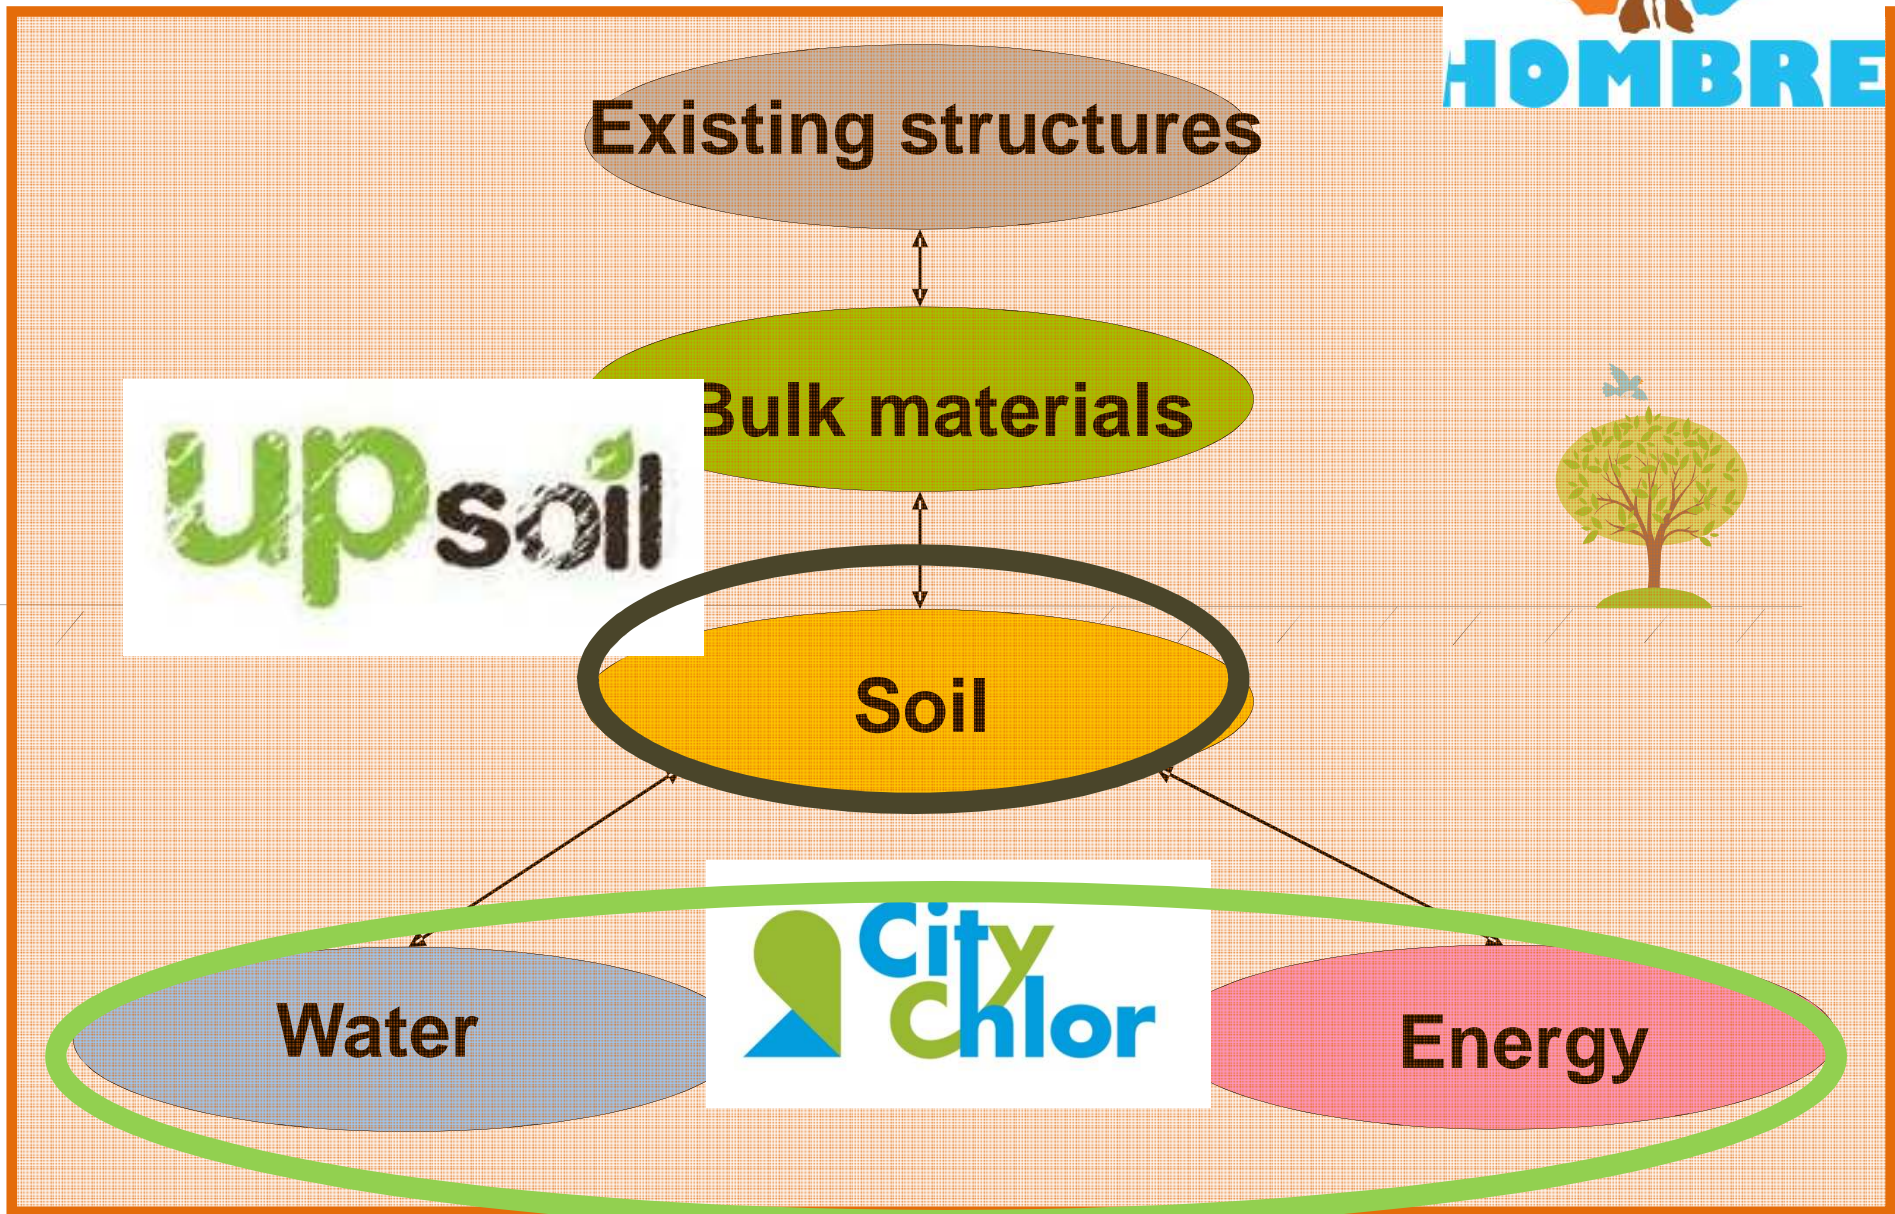 HOMBRE
Existing structures
Bulk materials
upsoil
Soil
City
Chlor
Water
Energy